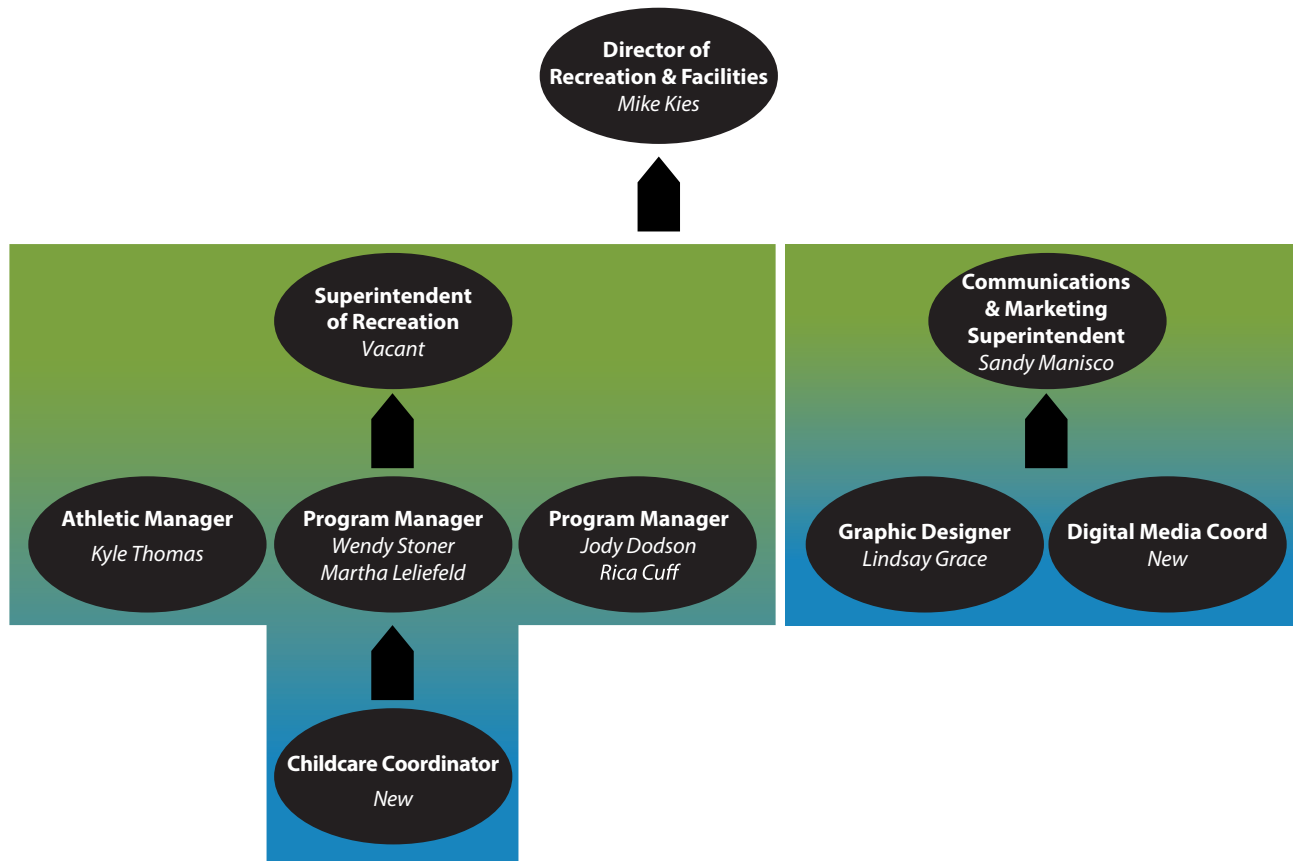 Director of
Recreation & Facilities
Mike Kies
Superintendent
of Recreation
Vacant
Communications
& Marketing
Superintendent
Sandy Manisco
Athletic Manager
Kyle Thomas
Program Manager
Wendy Stoner
Martha Leliefeld
Program Manager
Jody Dodson
Rica Cuff
Graphic Designer
Lindsay Grace
Digital Media Coord
New
Childcare Coordinator
New